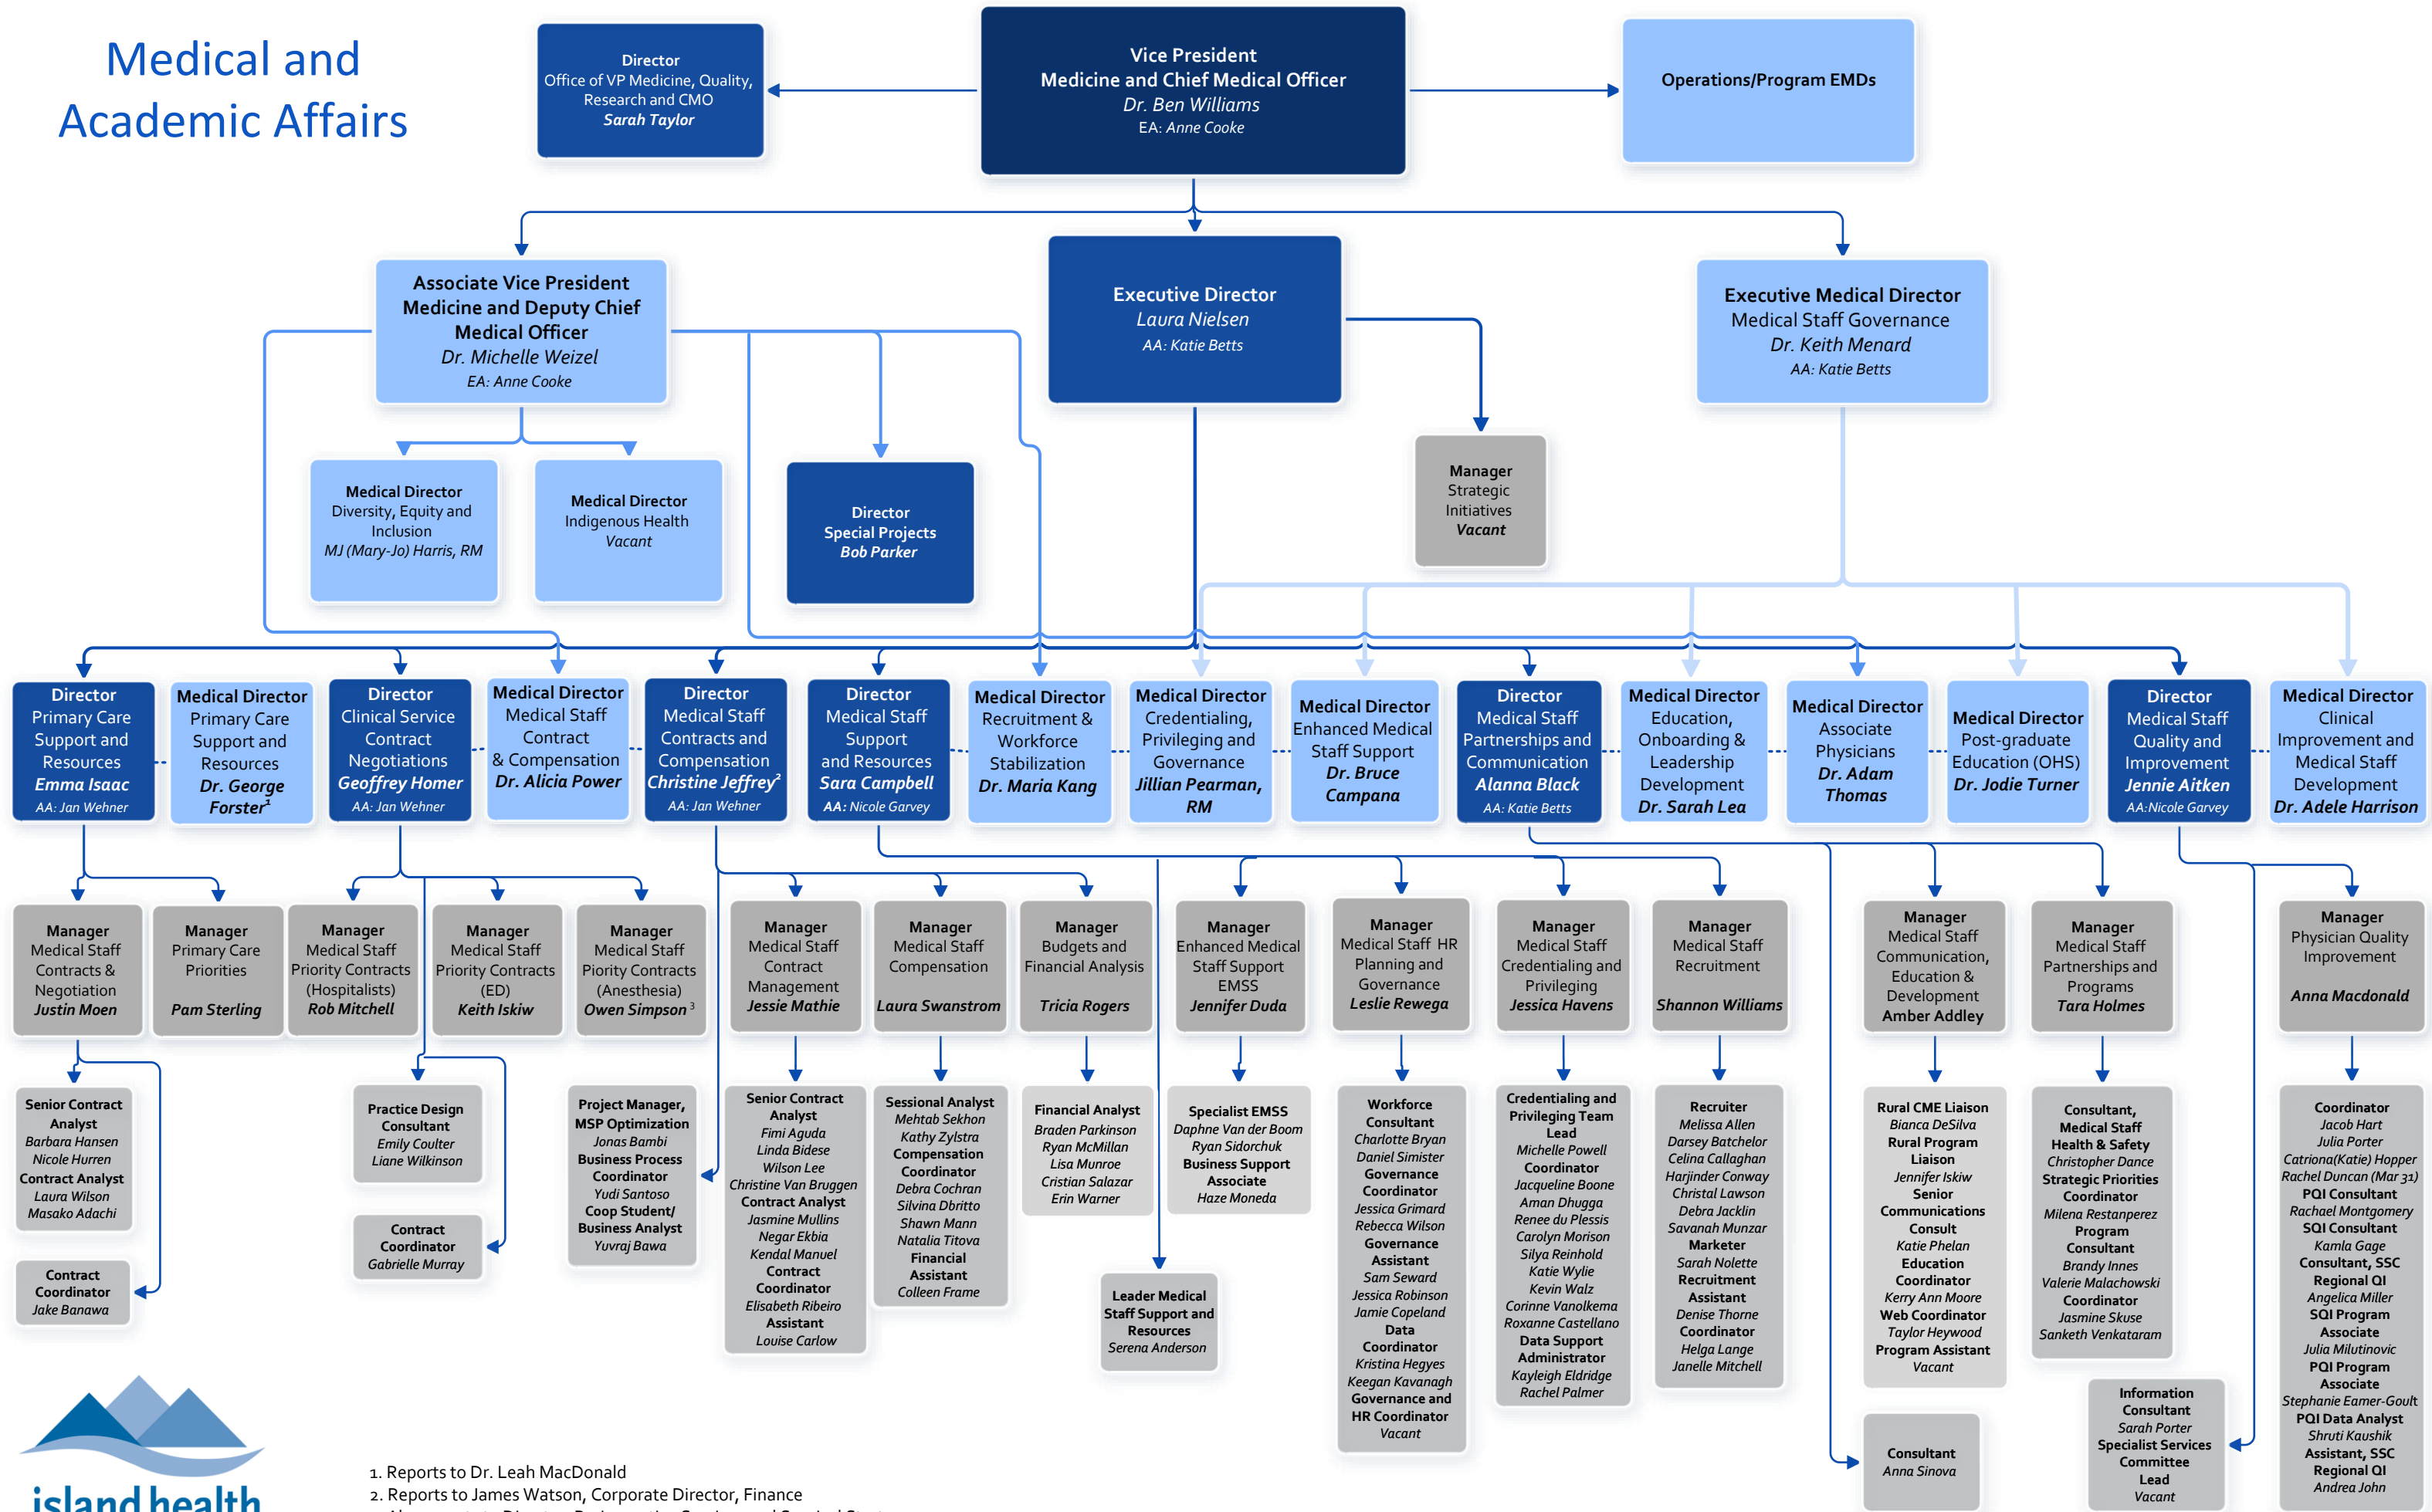 Medical and
Academic Affairs
Director
Office of VP Medicine, Quality,
Research and CMO
Sarah Taylor
Vice President
Medicine and Chief Medical Officer
Dr. Ben Williams
EA: Anne Cooke
Operations/Program EMDs
Associate Vice President
Medicine and Deputy Chief
Medical Officer
Dr. Michelle Weizel
EA: Anne Cooke
Executive Director
Laura Nielsen
AA: Katie Betts
Executive Medical Director
Medical Staff Governance
Dr. Keith Menard
AA: Katie Betts
Medical Director
Diversity, Equity and
Inclusion
MJ (Mary-Jo) Harris, RM
Medical Director
Indigenous Health
Vacant
Director
Special Projects
Bob Parker
Manager
Strategic
Initiatives
Vacant
Director
Primary Care
Support and
Resources
Emma Isaac
AA: Jan Wehner
Medical Director
Primary Care
Support and
Resources
Dr. George
Forster¹
Director
Clinical Service
Contract
Negotiations
Geoffrey Homer
AA: Jan Wehner
Medical Director
Medical Staff
Contract
& Compensation
Dr. Alicia Power
Director
Medical Staff
Contracts and
Compensation
Christine Jeffrey²
AA: Jan Wehner
Director
Medical Staff
Support
and Resources
Sara Campbell
AA: Nicole Garvey
Medical Director
Recruitment &
Workforce
Stabilization
Dr. Maria Kang
Medical Director
Credentialing,
Privileging and
Governance
Jillian Pearman,
RM
Medical Director
Enhanced Medical
Staff Support
Dr. Bruce
Campana
Director
Medical Staff
Partnerships and
Communication
Alanna Black
AA: Katie Betts
Medical Director
Education,
Onboarding &
Leadership
Development
Dr. Sarah Lea
Medical Director
Associate
Physicians
Dr. Adam
Thomas
Medical Director
Post-graduate
Education (OHS)
Dr. Jodie Turner
Director
Medical Staff
Quality and
Improvement
Jennie Aitken
AA:Nicole Garvey
Medical Director
Clinical
Improvement and
Medical Staff
Development
Dr. Adele Harrison
Manager
Medical Staff
Contracts &
Negotiation
Justin Moen
Manager
Primary Care
Priorities
Pam Sterling
Manager
Medical Staff
Priority Contracts
(Hospitalists)
Rob Mitchell
Manager
Medical Staff
Priority Contracts
(ED)
Keith Iskiw
Manager
Medical Staff
Piority Contracts
(Anesthesia)
Owen Simpson ³
Manager
Medical Staff
Contract
Management
Jessie Mathie
Manager
Medical Staff
Compensation
Laura Swanstrom
Manager
Budgets and
Financial Analysis
Tricia Rogers
Manager
Enhanced Medical
Staff Support
EMSS
Jennifer Duda
Manager
Medical Staff HR
Planning and
Governance
Leslie Rewega
Manager
Medical Staff
Credentialing and
Privileging
Jessica Havens
Manager
Medical Staff
Recruitment
Shannon Williams
Manager
Medical Staff
Communication,
Education &
Development
Amber Addley
Manager
Medical Staff
Partnerships and
Programs
Tara Holmes
Manager
Physician Quality
Improvement
Anna Macdonald
Senior Contract
Analyst
Barbara Hansen
Nicole Hurren
Contract Analyst
Laura Wilson
Masako Adachi
Contract
Coordinator
Jake Banawa
Practice Design
Consultant
Emily Coulter
Liane Wilkinson
Contract
Coordinator
Gabrielle Murray
Project Manager,
MSP Optimization
Jonas Bambi
Business Process
Coordinator
Yudi Santoso
Coop Student/
Business Analyst
Yuvraj Bawa
Senior Contract
Analyst
Fimi Aguda
Linda Bidese
Wilson Lee
Christine Van Bruggen
Contract Analyst
Jasmine Mullins
Negar Ekbia
Kendal Manuel
Contract
Coordinator
Elisabeth Ribeiro
Assistant
Louise Carlow
Sessional Analyst
Mehtab Sekhon
Kathy Zylstra
Compensation
Coordinator
Debra Cochran
Silvina Dbritto
Shawn Mann
Natalia Titova
Financial
Assistant
Colleen Frame
Financial Analyst
Braden Parkinson
Ryan McMillan
Lisa Munroe
Cristian Salazar
Erin Warner
Leader Medical
Staff Support and
Resources
Serena Anderson
Specialist EMSS
Daphne Van der Boom
Ryan Sidorchuk
Business Support
Associate
Haze Moneda
Workforce
Consultant
Charlotte Bryan
Daniel Simister
Governance
Coordinator
Jessica Grimard
Rebecca Wilson
Governance
Assistant
Sam Seward
Jessica Robinson
Jamie Copeland
Data
Coordinator
Kristina Hegyes
Keegan Kavanagh
Governance and
HR Coordinator
Vacant
Credentialing and
Privileging Team
Lead
Michelle Powell
Coordinator
Jacqueline Boone
Aman Dhugga
Renee du Plessis
Carolyn Morison
Silya Reinhold
Katie Wylie
Kevin Walz
Corinne Vanolkema
Roxanne Castellano
Data Support
Administrator
Kayleigh Eldridge
Rachel Palmer
Recruiter
Melissa Allen
Darsey Batchelor
Celina Callaghan
Harjinder Conway
Christal Lawson
Debra Jacklin
Savanah Munzar
Marketer
Sarah Nolette
Recruitment
Assistant
Denise Thorne
Coordinator
Helga Lange
Janelle Mitchell
Rural CME Liaison
Bianca DeSilva
Rural Program
Liaison
Jennifer Iskiw
Senior
Communications
Consult
Katie Phelan
Education
Coordinator
Kerry Ann Moore
Web Coordinator
Taylor Heywood
Program Assistant
Vacant
Consultant
Anna Sinova
Consultant,
Medical Staff
Health & Safety
Christopher Dance
Strategic Priorities
Coordinator
Milena Restanperez
Program
Consultant
Brandy Innes
Valerie Malachowski
Coordinator
Jasmine Skuse
Sanketh Venkataram
Information
Consultant
Sarah Porter
Specialist Services
Committee
Lead
Vacant
Coordinator
Jacob Hart
Julia Porter
Catriona(Katie) Hopper
Rachel Duncan (Mar 31)
PQI Consultant
Rachael Montgomery
SQI Consultant
Kamla Gage
Consultant, SSC
Regional QI
Angelica Miller
SQI Program
Associate
Julia Milutinovic
PQI Program
Associate
Stephanie Eamer-Goult
PQI Data Analyst
Shruti Kaushik
Assistant, SSC
Regional QI
Andrea John
island health
1. Reports to Dr. Leah MacDonald
2. Reports to James Watson, Corporate Director, Finance